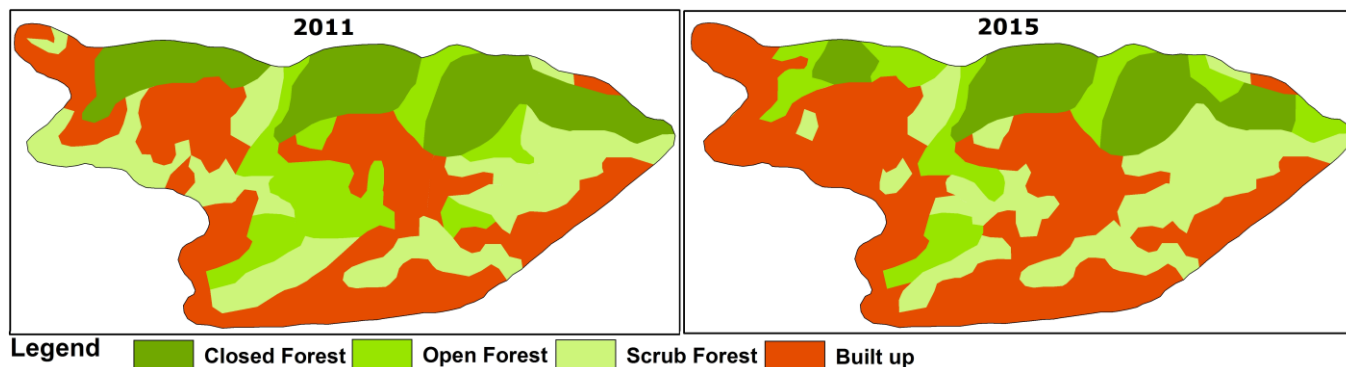 2011
2015
Legend
Closed Forest
Open Forest
Scrub Forest
Built up